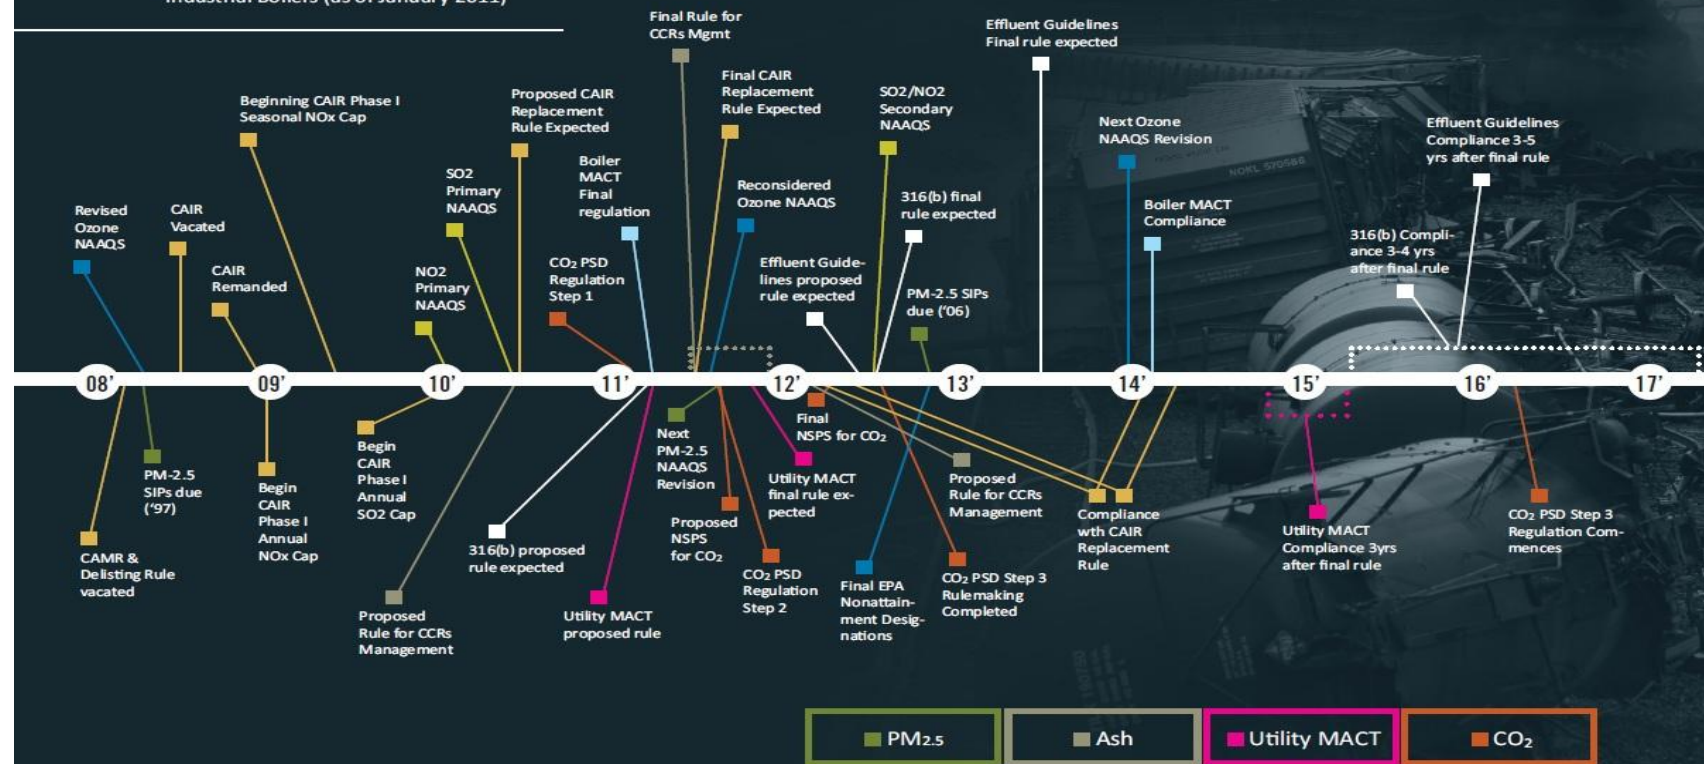 Industrial Boilers (as of January 2011)
Final Rule for
CCRs Mgmt
Effluent Guidelines
Final rule expected
Beginning CAIR Phase I
Seasonal NOx Cap
Proposed CAIR
Replacement
Rule Expected
Final CAIR
Replacement
Rule Expected
SO2/NO2
Secondary
NAAQS
Next Ozone
NAAQS Revision
Effluent Guidelines
Compliance 3-5
yrs after final rule
Revised
Ozone
NAAQS
CAIR
Vacated
CAIR
Remanded
SO2
Primary
NAAQS
NO2
Primary
NAAQS
Boiler
MACT
Final
regulation
CO₂ PSD
Regulation
Step 1
Reconsidered
Ozone NAAQS
Effluent Guide-
lines proposed
rule expected
316(b) final
rule expected
PM-2.5 SIPs
due ('06)
Boiler MACT
Compliance
316(b) Compli-
ance 3-4 yrs
after final rule
NOKL 570586
08' 09' 10' 11' 12' 13' 14' 15' 16' 17'
CAMR &
Delisting Rule
vacated
PM-2.5
SIPs due
('97)
Begin
CAIR
Phase I
Annual
NOx Cap
Begin
CAIR
Phase I
Annual
SO2 Cap
Proposed
Rule for CCRs
Management
316(b) proposed
rule expected
Utility MACT
proposed rule
Next
PM-2.5
NAAQS
Revision
Proposed
NSPS
for CO₂
CO₂ PSD
Regulation
Step 2
Utility MACT
final rule ex-
pected
Final
NSPS for CO₂
Final EPA
Nonattain-
ment Desig-
nations
Proposed
Rule for CCRs
Management
CO₂ PSD Step 3
Rulemaking
Completed
Compliance
wth CAIR
Replacement
Rule
Utility MACT
Compliance 3yrs
after final rule
CO₂ PSD Step 3
Regulation Com-
mences
PM₂.₅
Ash
Utility MACT
CO₂